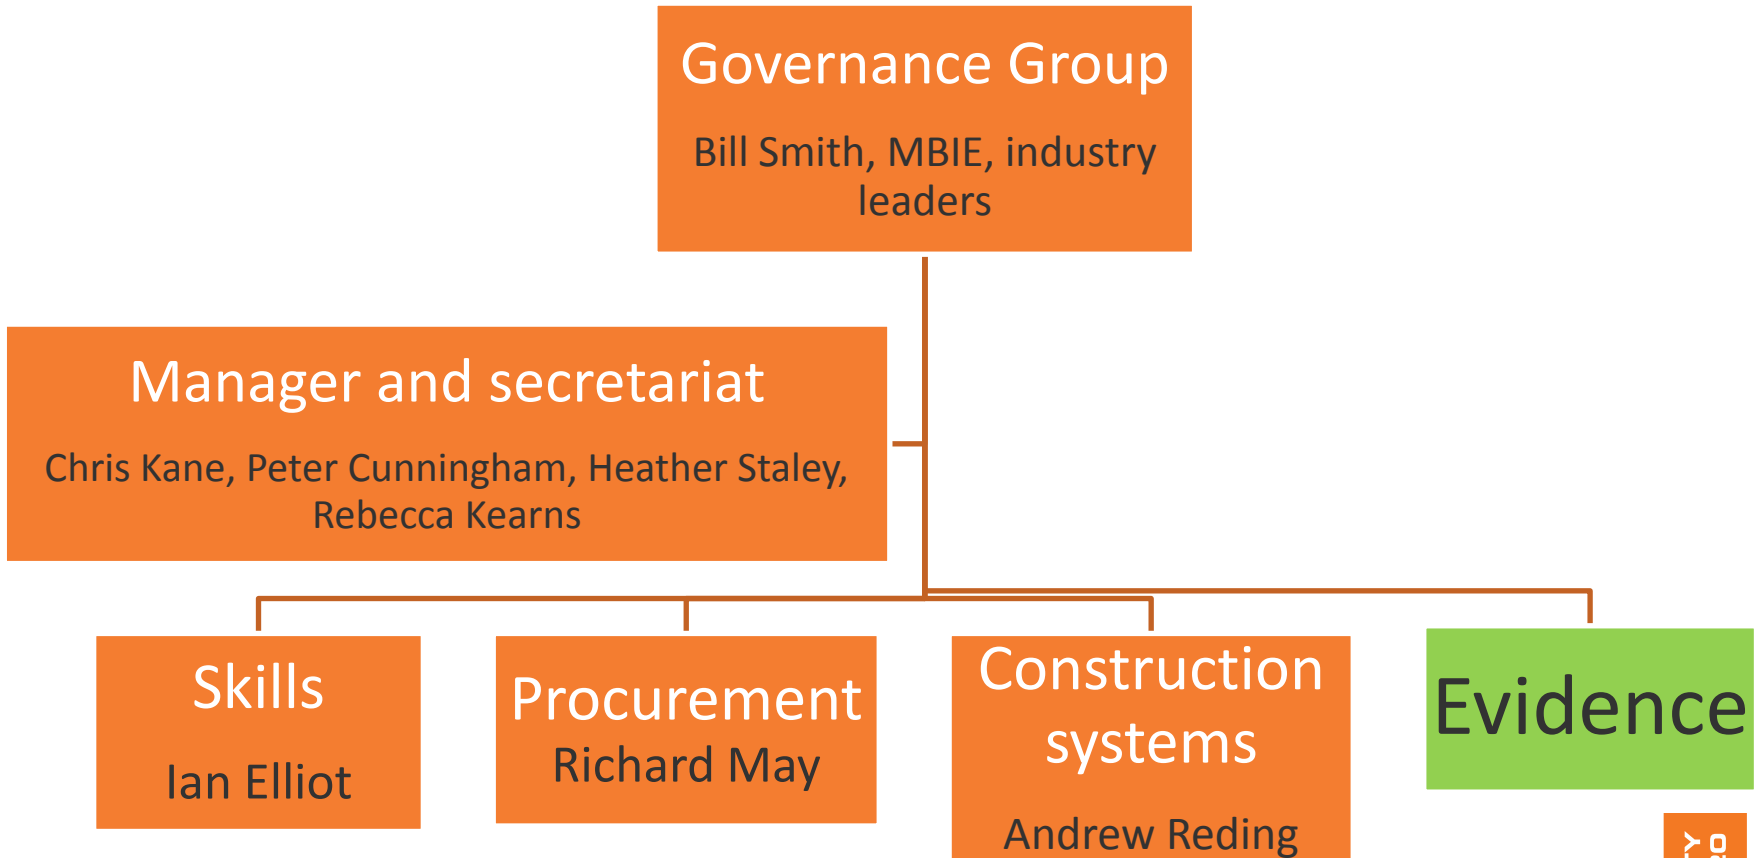 Governance Group
Bill Smith, MBIE, industry
leaders
Manager and secretariat
Chris Kane, Peter Cunningham, Heather Staley,
Rebecca Kearns
Skills
Ian Elliot
Procurement
Richard May
Construction
systems
Andrew Reding
Evidence